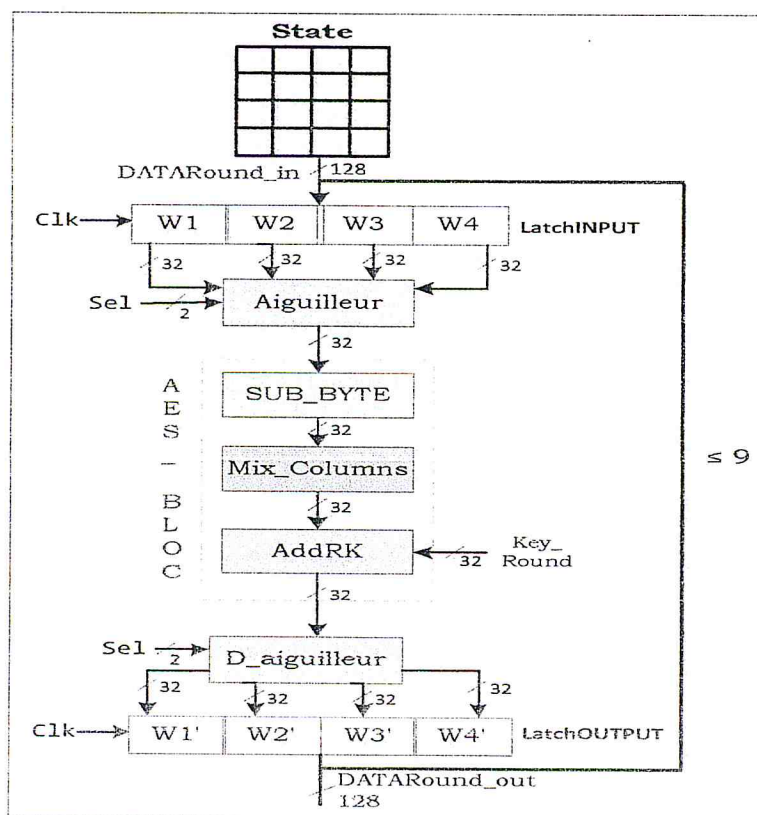 State
DATARound_in 128
Clk W1 W2 W3 W4 LatchINPUT
32 32 32 32
Sel 2 Aiguilleur
32
SUB_BYTE
32
Mix_Columns
32
AddRK 32 Key_
Round
32
AES_BLOC
≤ 9
Sel 2 D_aiguilleur
32 32 32 32
Clk W1' W2' W3' W4' LatchOUTPUT
DATARound_out
128